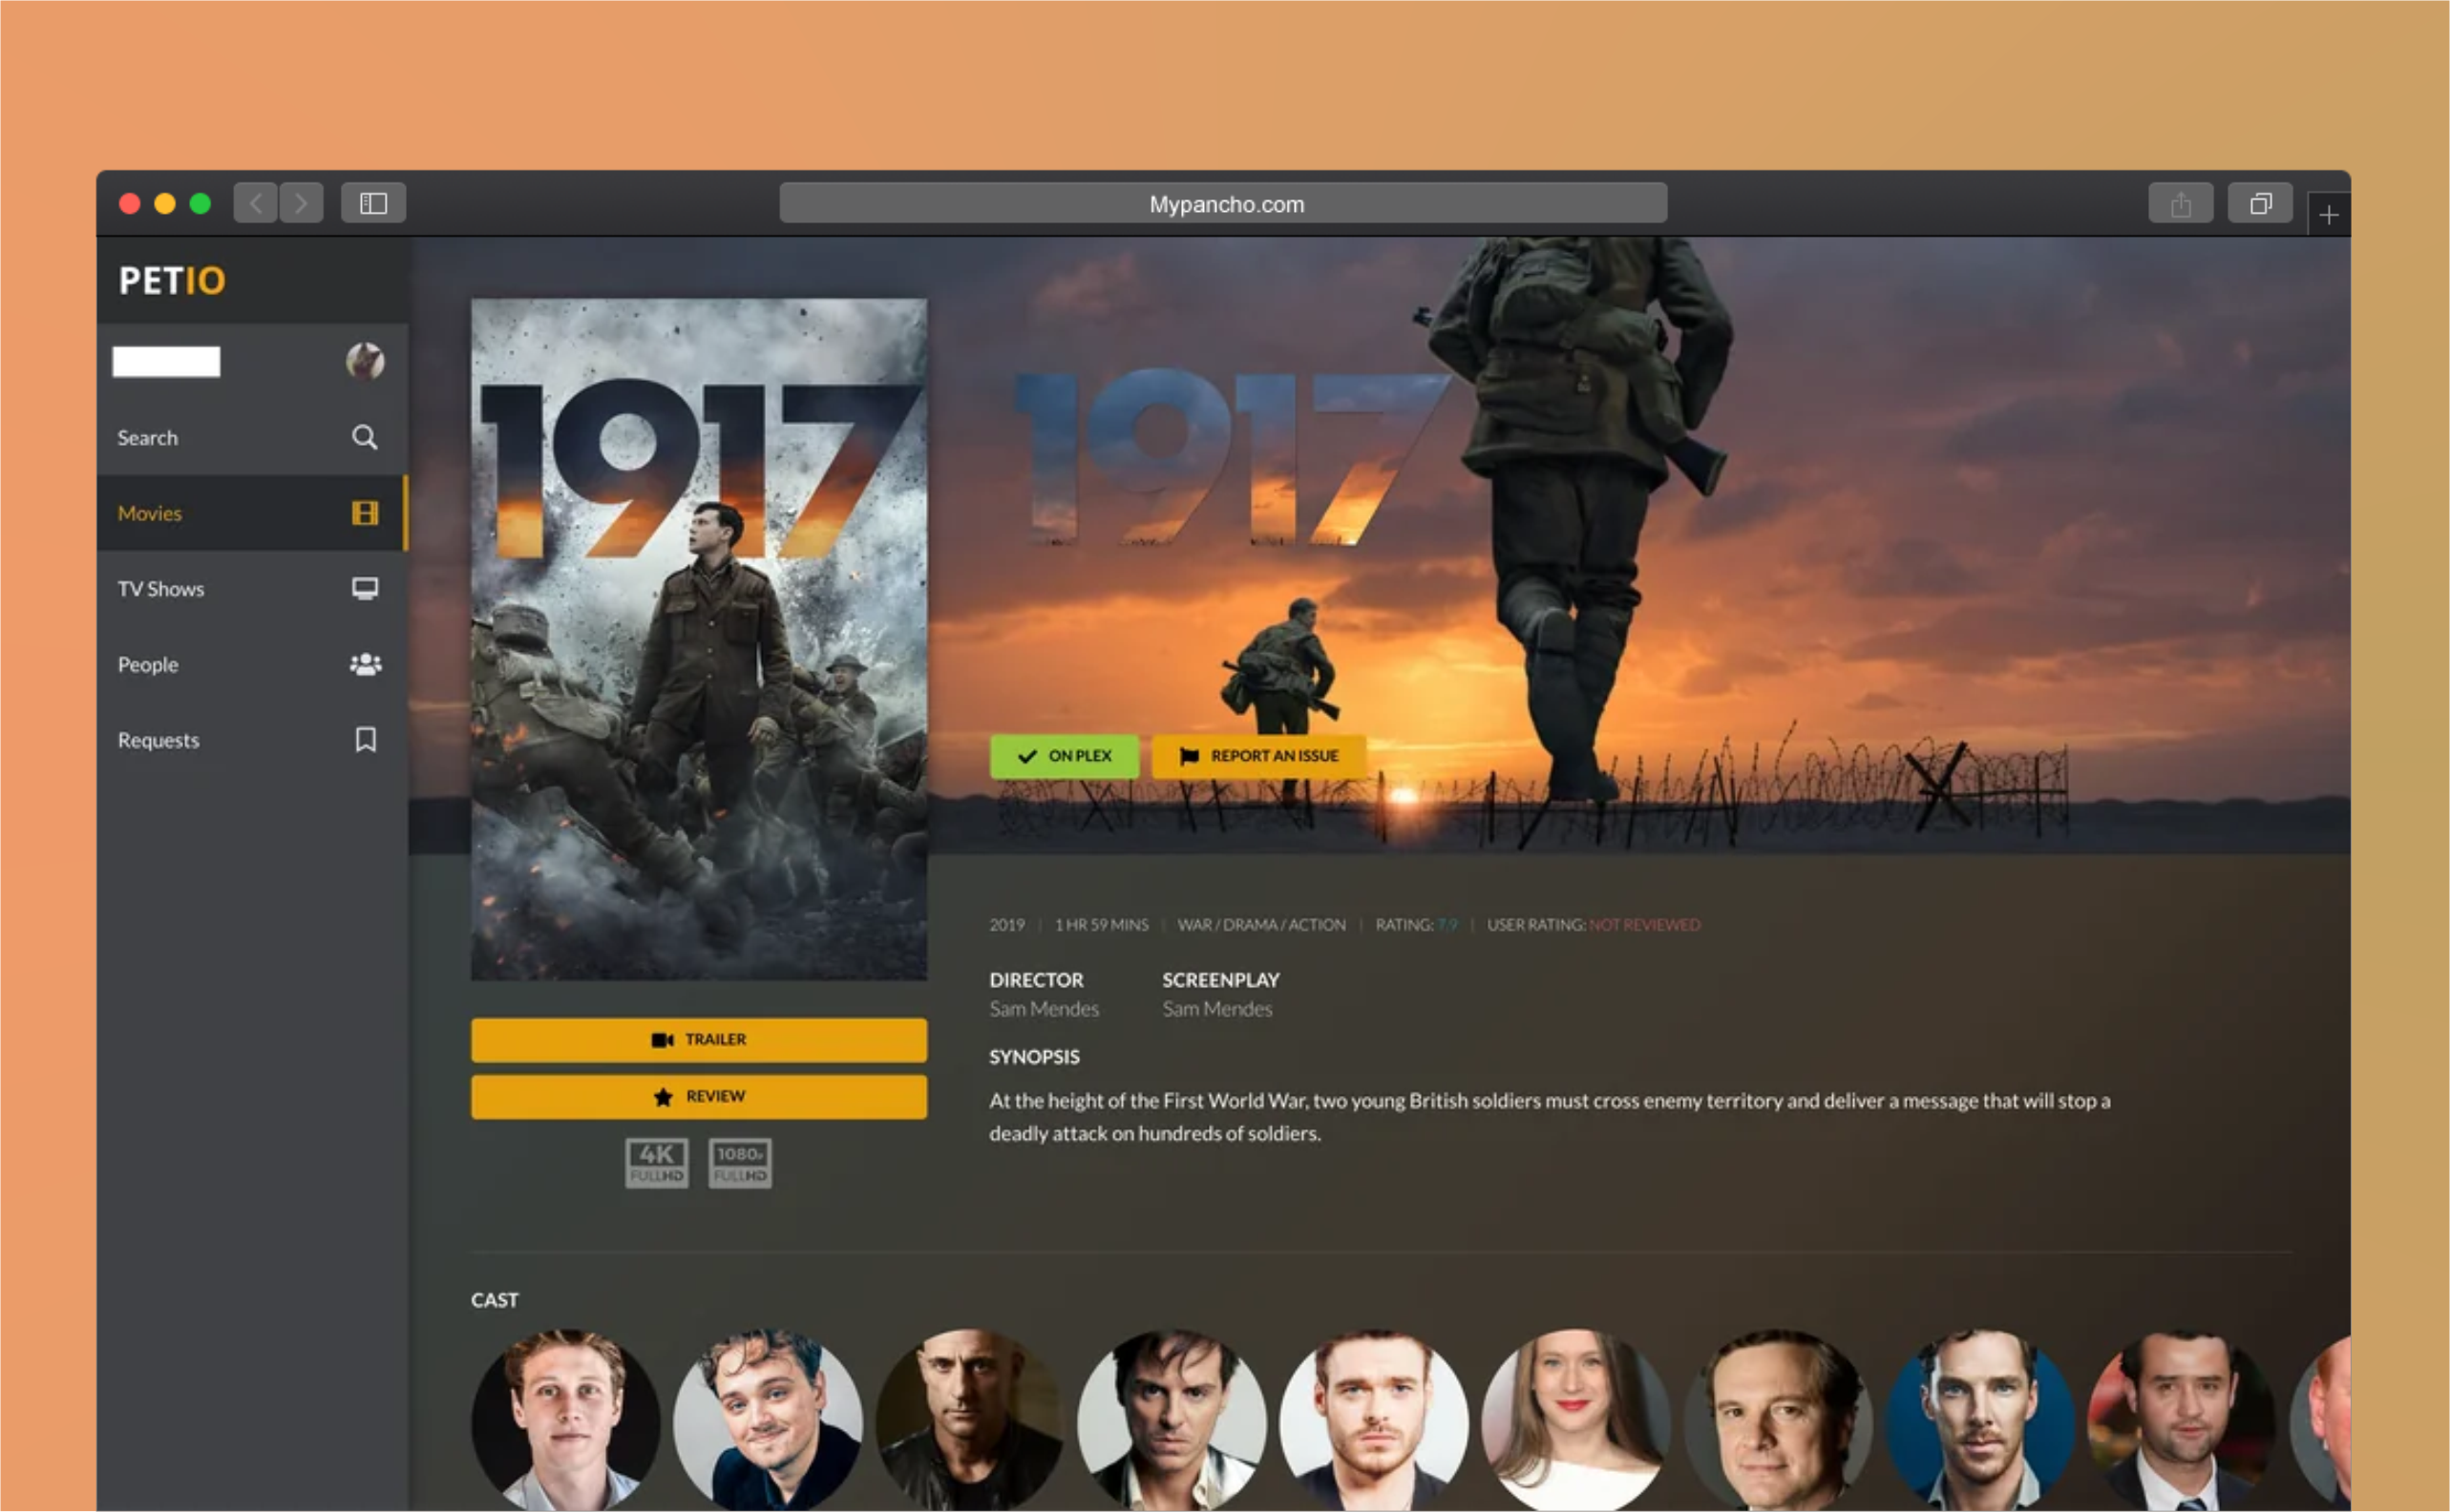 Mypancho.com
PETIO
Search
Movies
TV Shows
People
Requests
1917
1917
ON PLEX
REPORT AN ISSUE
2019 | 1 HR 59 MINS | WAR / DRAMA / ACTION | RATING: 7.9 | USER RATING: NOT REVIEWED
DIRECTOR SCREENPLAY
Sam Mendes Sam Mendes
SYNOPSIS
At the height of the First World War, two young British soldiers must cross enemy territory and deliver a message that will stop a
deadly attack on hundreds of soldiers.
TRAILER
REVIEW
4K 1080p
FULLHD FULLHD
CAST